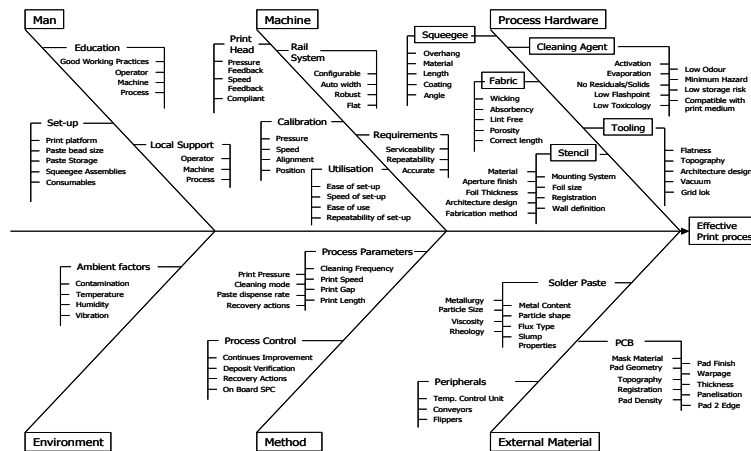 Man
Machine
Process Hardware
Education
Good Working Practices
Operator
Machine
Process
Set-up
Print platform
Paste bead size
Paste Storage
Squeegee Assemblies
Consumables
Local Support
Operator
Machine
Process
Print
Head
Pressure
Feedback
Speed
Feedback
Compliant
Rail
System
Configurable
Auto width
Robust
Flat
Calibration
Pressure
Speed
Alignment
Position
Requirements
Serviceability
Repeatability
Accurate
Utilisation
Ease of set-up
Speed of set-up
Ease of use
Repeatability of set-up
Squeegee
Overhang
Material
Length
Coating
Angle
Cleaning Agent
Activation
Evaporation
No Residuals/Solids
Low Flashpoint
Low Toxicology
Low Odour
Minimum Hazard
Low storage risk
Compatible with
print medium
Fabric
Wicking
Absorbency
Lint Free
Porosity
Correct length
Tooling
Flatness
Topography
Architecture design
Vacuum
Grid lok
Stencil
Material
Aperture finish
Foil Thickness
Architecture design
Fabrication method
Mounting System
Foil size
Registration
Wall definition
Effective
Print proces
Ambient factors
Contamination
Temperature
Humidity
Vibration
Process Parameters
Print Pressure
Cleaning mode
Paste dispense rate
Recovery actions
Cleaning Frequency
Print Speed
Print Gap
Print Length
Process Control
Continues Improvement
Deposit Verification
Recovery Actions
On Board SPC
Solder Paste
Metallurgy
Particle Size
Viscosity
Rheology
Metal Content
Particle shape
Flux Type
Slump
Properties
PCB
Mask Material
Pad Geometry
Topography
Registration
Pad Density
Pad Finish
Warpage
Thickness
Panelisation
Pad 2 Edge
Peripherals
Temp. Control Unit
Conveyors
Flippers
Environment
Method
External Material